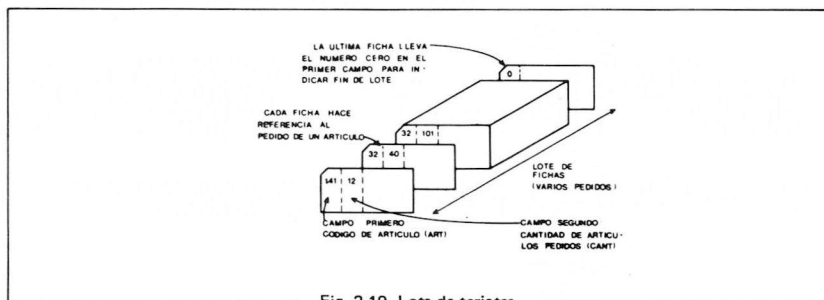 LA ULTIMA FICHA LLEVA
EL NUMERO CERO EN EL
PRIMER CAMPO PARA IN-
DICAR FIN DE LOTE
0
CADA FICHA HACE
REFERENCIA AL
PEDIDO DE UN ARTICULO
32 101
32 40
141 12
LOTE DE
FICHAS
(VARIOS PEDIDOS)
CAMPO PRIMERO
CODIGO DE ARTICULO (ART)
CAMPO SEGUNDO
CANTIDAD DE ARTICU-
LOS PEDIDOS (CANT)
Fig. 2.19 Lote de tarjetas